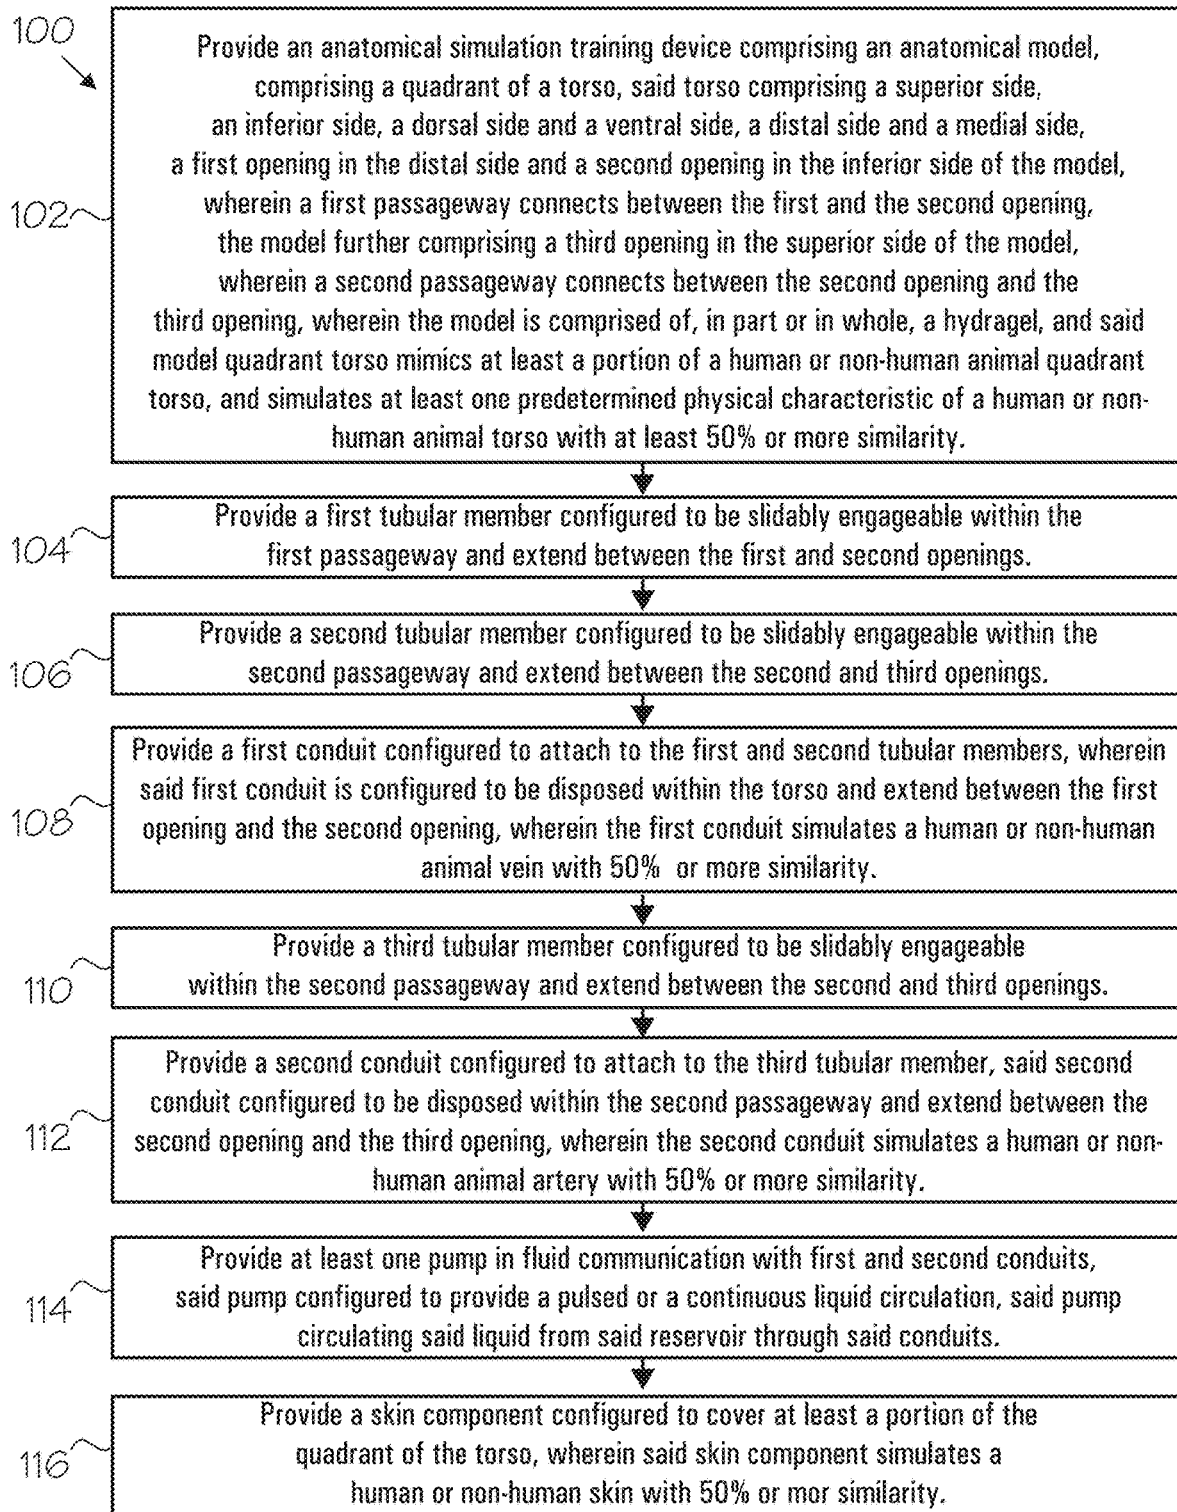 100
Provide an anatomical simulation training device comprising an anatomical model,
comprising a quadrant of a torso, said torso comprising a superior side,
an inferior side, a dorsal side and a ventral side, a distal side and a medial side,
a first opening in the distal side and a second opening in the inferior side of the model,
102
wherein a first passageway connects between the first and the second opening,
the model further comprising a third opening in the superior side of the model,
wherein a second passageway connects between the second opening and the
third opening, wherein the model is comprised of, in part or in whole, a hydragel, and said
model quadrant torso mimics at least a portion of a human or non-human animal quadrant
torso, and simulates at least one predetermined physical characteristic of a human or non-
human animal torso with at least 50% or more similarity.
104
Provide a first tubular member configured to be slidably engageable within the
first passageway and extend between the first and second openings.
106
Provide a second tubular member configured to be slidably engageable within the
second passageway and extend between the second and third openings.
108
Provide a first conduit configured to attach to the first and second tubular members, wherein
said first conduit is configured to be disposed within the torso and extend between the first
opening and the second opening, wherein the first conduit simulates a human or non-human
animal vein with 50% or more similarity.
110
Provide a third tubular member configured to be slidably engageable
within the second passageway and extend between the second and third openings.
112
Provide a second conduit configured to attach to the third tubular member, said second
conduit configured to be disposed within the second passageway and extend between the
second opening and the third opening, wherein the second conduit simulates a human or non-
human animal artery with 50% or more similarity.
114
Provide at least one pump in fluid communication with first and second conduits,
said pump configured to provide a pulsed or a continuous liquid circulation, said pump
circulating said liquid from said reservoir through said conduits.
116
Provide a skin component configured to cover at least a portion of the
quadrant of the torso, wherein said skin component simulates a
human or non-human skin with 50% or mor similarity.